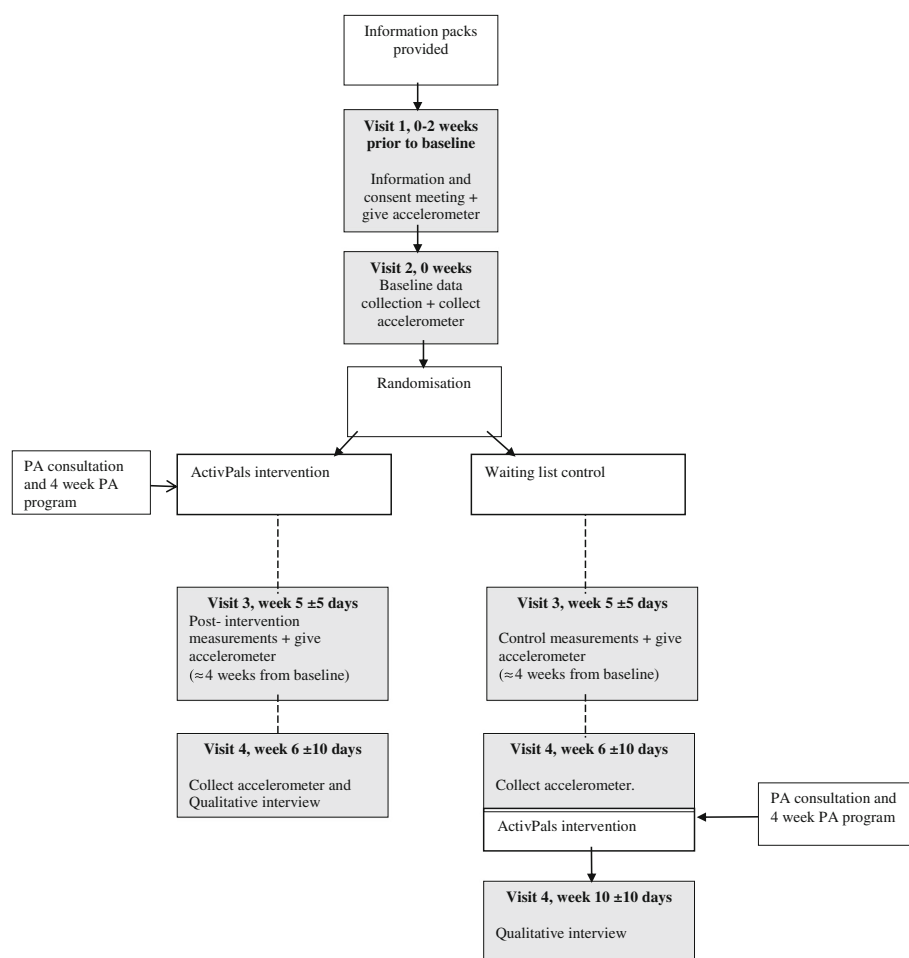 Information packs
provided
Visit 1, 0-2 weeks
prior to baseline
Information and
consent meeting +
give accelerometer
Visit 2, 0 weeks
Baseline data
collection + collect
accelerometer
Randomisation
PA consultation
and 4 week PA
program
ActivPals intervention
Waiting list control
Visit 3, week 5 ±5 days
Post- intervention
measurements + give
accelerometer
(≈4 weeks from baseline)
Visit 3, week 5 ±5 days
Control measurements + give
accelerometer
(≈4 weeks from baseline)
Visit 4, week 6 ±10 days
Collect accelerometer and
Qualitative interview
Visit 4, week 6 ±10 days
Collect accelerometer.
ActivPals intervention
PA consultation and
4 week PA program
Visit 4, week 10 ±10 days
Qualitative interview